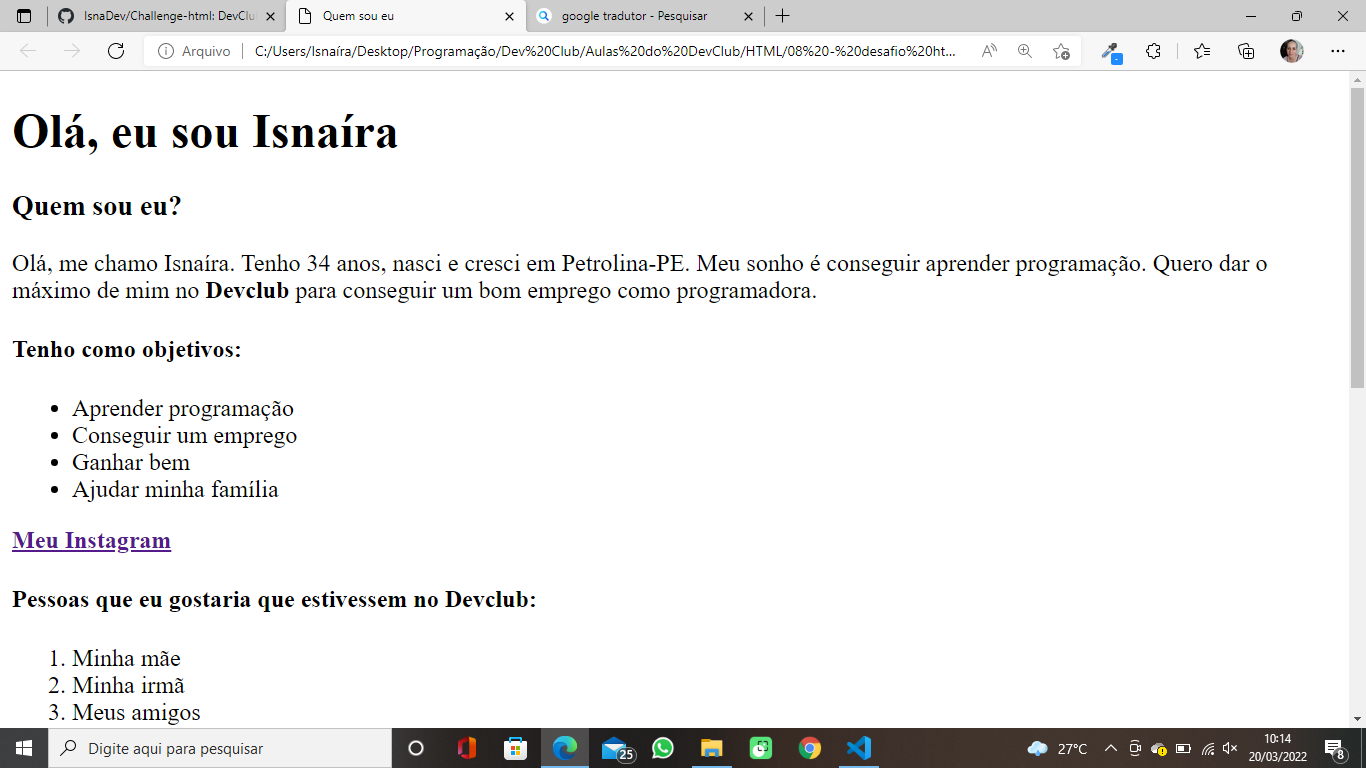 IsnaDev/Challenge-html: DevClu
Quem sou eu
google tradutor - Pesquisar
Arquivo
C:/Users/Isnaíra/Desktop/Programação/Dev%20Club/Aulas%20do%20DevClub/HTML/08%20-%20desafio%20ht...
Olá, eu sou Isnaíra
Quem sou eu?
Olá, me chamo Isnaíra. Tenho 34 anos, nasci e cresci em Petrolina-PE. Meu sonho é conseguir aprender programação. Quero dar o
máximo de mim no Devclub para conseguir um bom emprego como programadora.
Tenho como objetivos:
• Aprender programação
• Conseguir um emprego
• Ganhar bem
• Ajudar minha família
Meu Instagram
Pessoas que eu gostaria que estivessem no Devclub:
1. Minha mãe
2. Minha irmã
3. Meus amigos
Digite aqui para pesquisar
25
27°C
10:14
20/03/2022
8